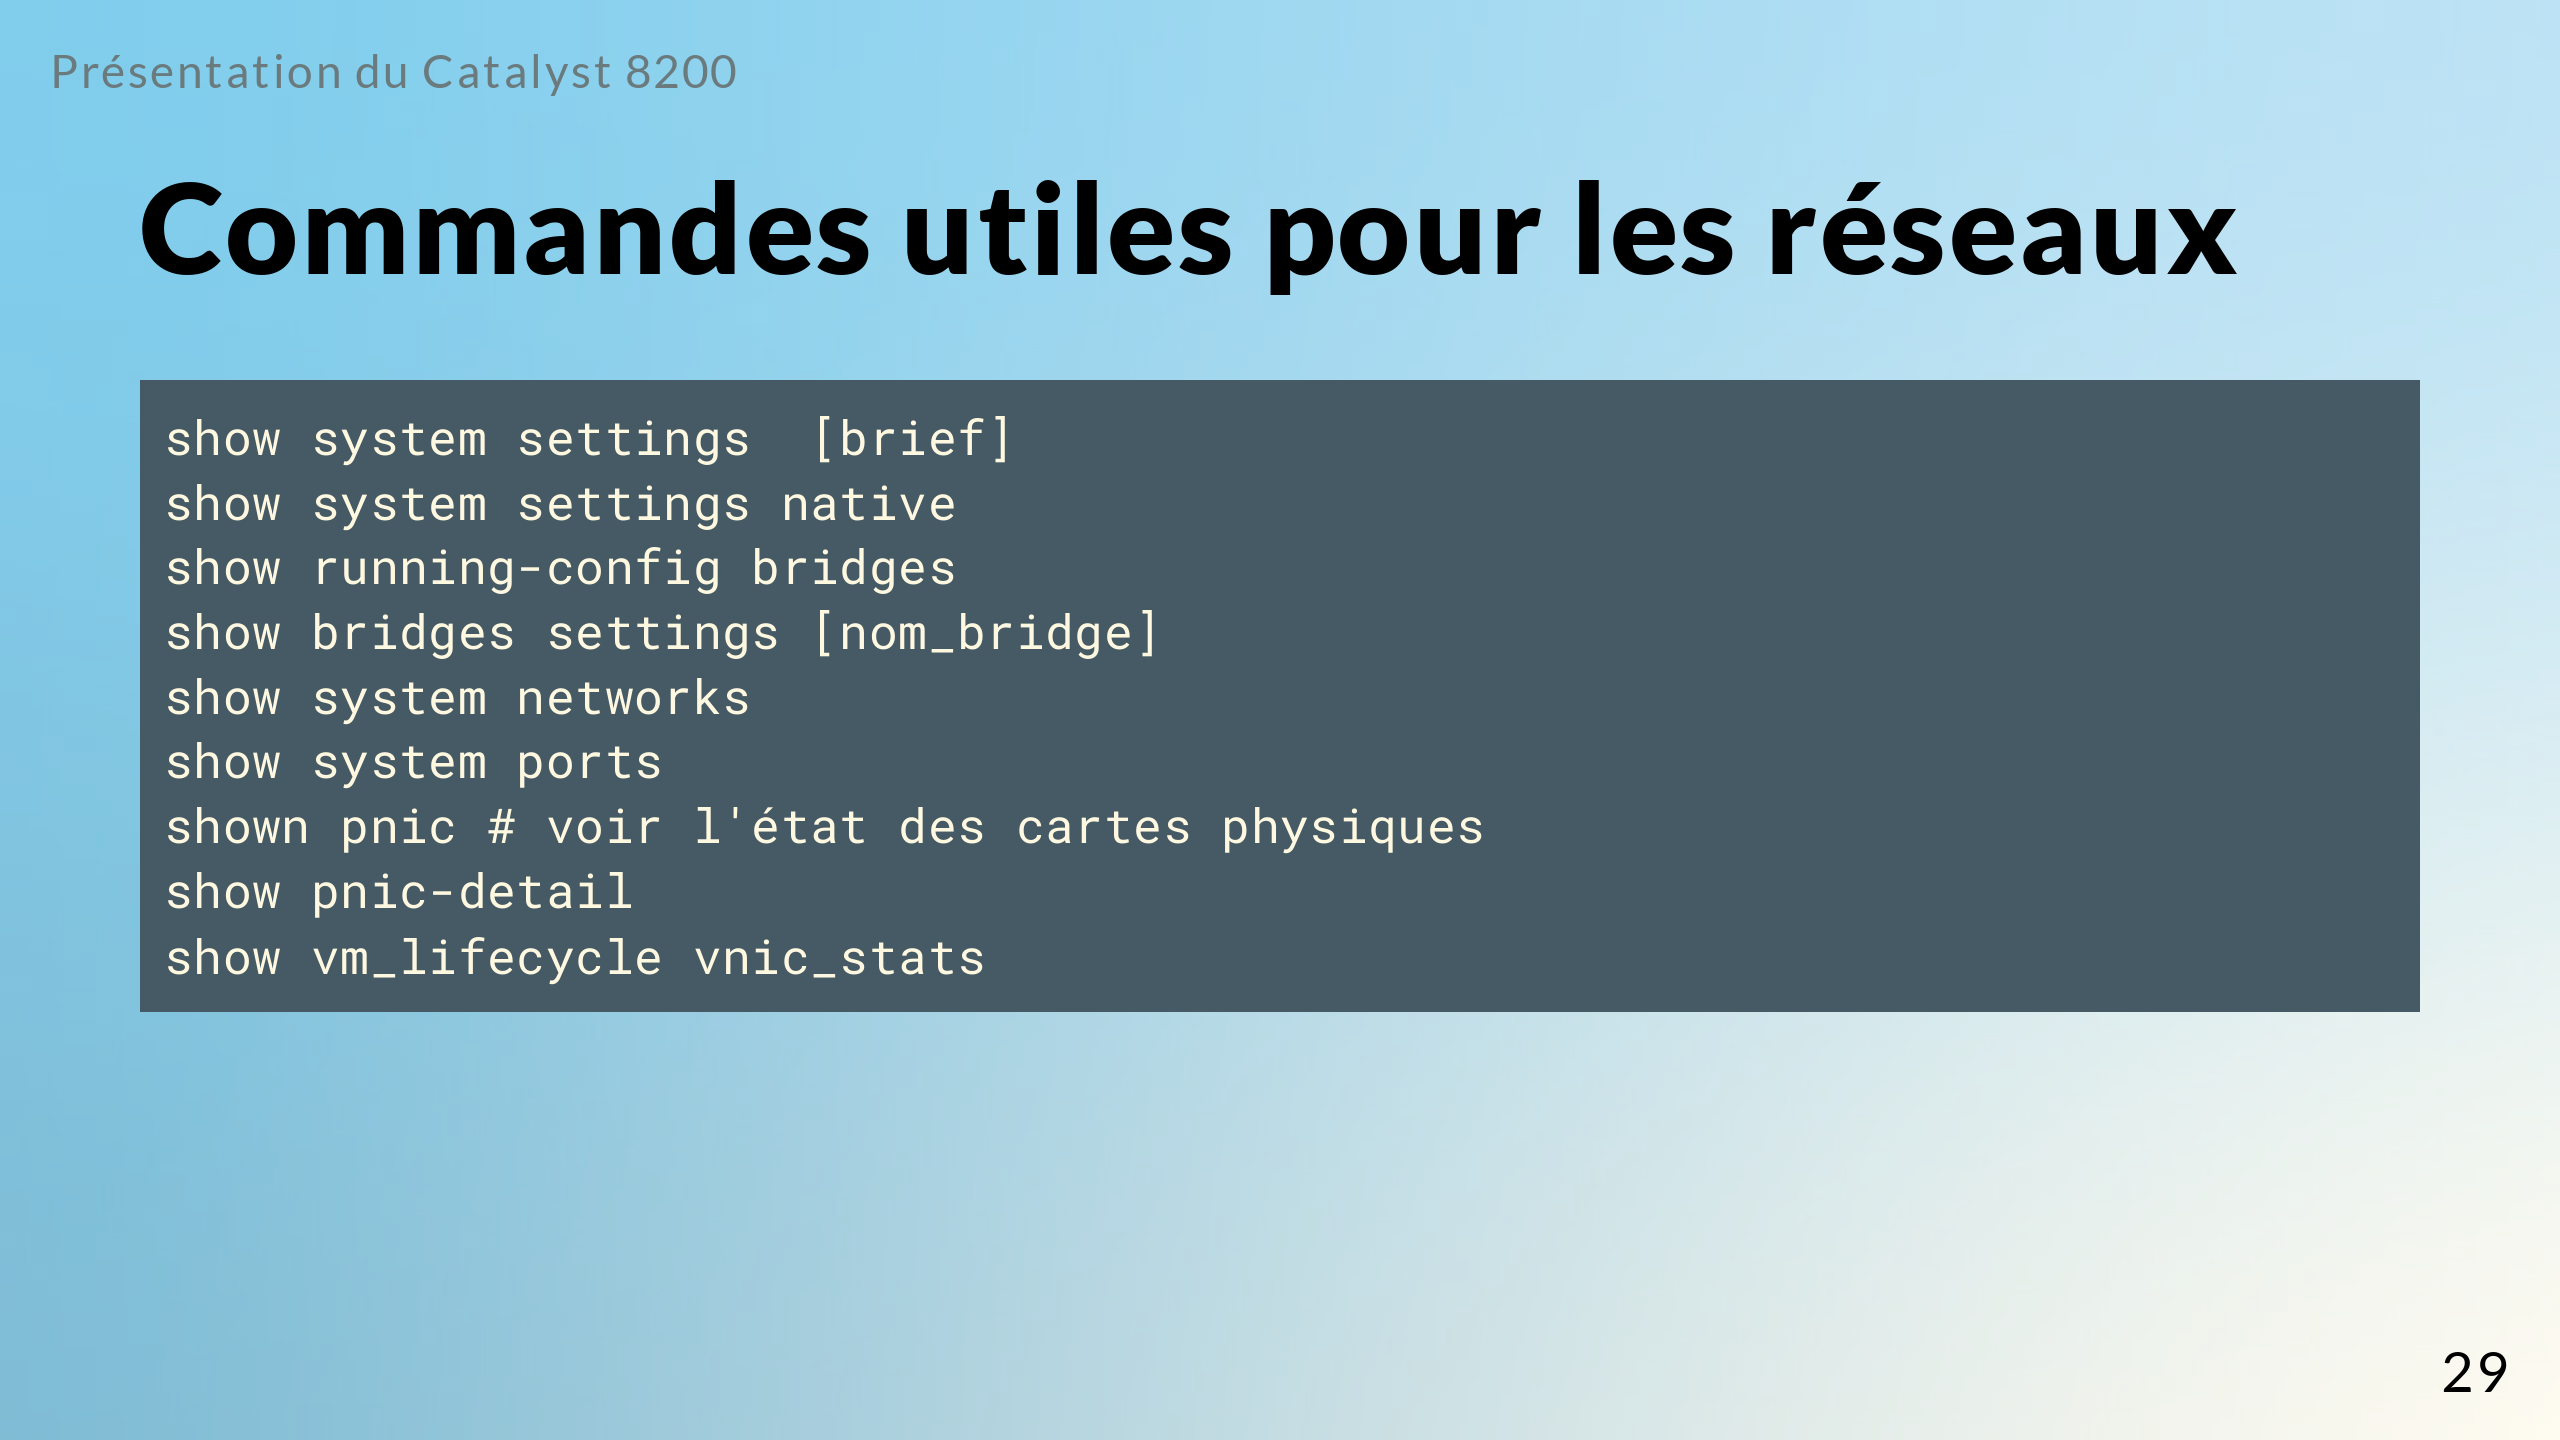 Présentation du Catalyst 8200
Commandes utiles pour les réseaux
show system settings  [brief]
show system settings native
show running-config bridges
show bridges settings [nom_bridge]
show system networks
show system ports
shown pnic # voir l'état des cartes physiques
show pnic-detail
show vm_lifecycle vnic_stats
29